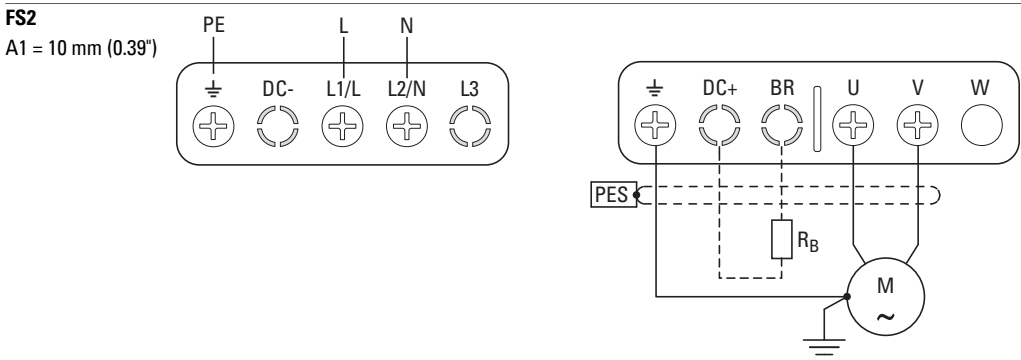 FS2
A1 = 10 mm (0.39")
PE L N
DC- L1/L L2/N L3
DC+ BR U V W
PES
RB
M
~